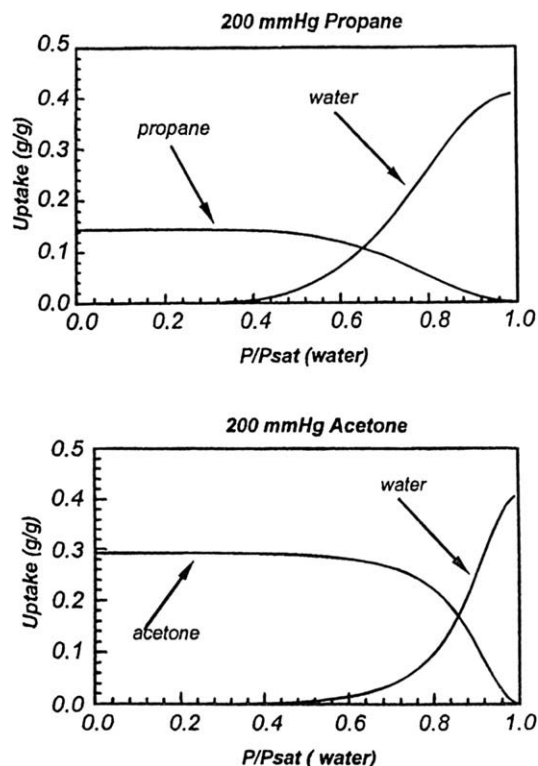 200 mmHg Propane
0.5
0.4
0.3
0.2
0.1
0.0
Uptake (g/g)
propane
water
0.0 0.2 0.4 0.6 0.8 1.0
P/Psat (water)
200 mmHg Acetone
0.5
0.4
0.3
0.2
0.1
0.0
Uptake (g/g)
water
acetone
0.0 0.2 0.4 0.6 0.8 1.0
P/Psat ( water)